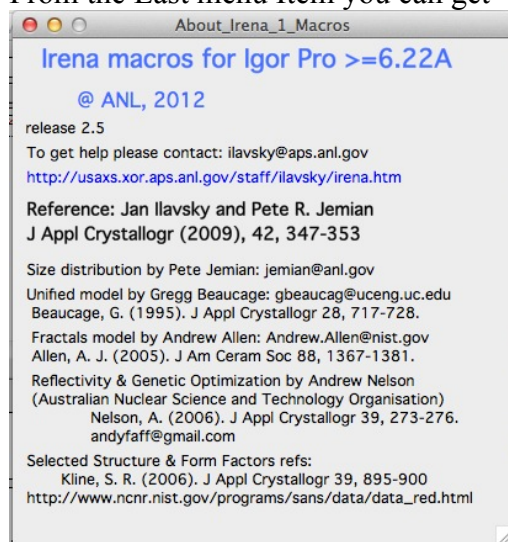 From the Last menu Item you can get
About_Irena_1_Macros
Irena macros for Igor Pro >=6.22A
@ ANL, 2012
release 2.5
To get help please contact: ilavsky@aps.anl.gov
http://usaxs.xor.aps.anl.gov/staff/ilavsky/irena.htm
Reference: Jan Ilavsky and Pete R. Jemian
J Appl Crystallogr (2009), 42, 347-353
Size distribution by Pete Jemian: jemian@anl.gov
Unified model by Gregg Beaucage: gbeaucag@uceng.uc.edu
Beaucage, G. (1995). J Appl Crystallogr 28, 717-728.
Fractals model by Andrew Allen: Andrew.Allen@nist.gov
Allen, A. J. (2005). J Am Ceram Soc 88, 1367-1381.
Reflectivity & Genetic Optimization by Andrew Nelson
(Australian Nuclear Science and Technology Organisation)
Nelson, A. (2006). J Appl Crystallogr 39, 273-276.
andyfaff@gmail.com
Selected Structure & Form Factors refs:
Kline, S. R. (2006). J Appl Crystallogr 39, 895-900
http://www.ncnr.nist.gov/programs/sans/data/data_red.html